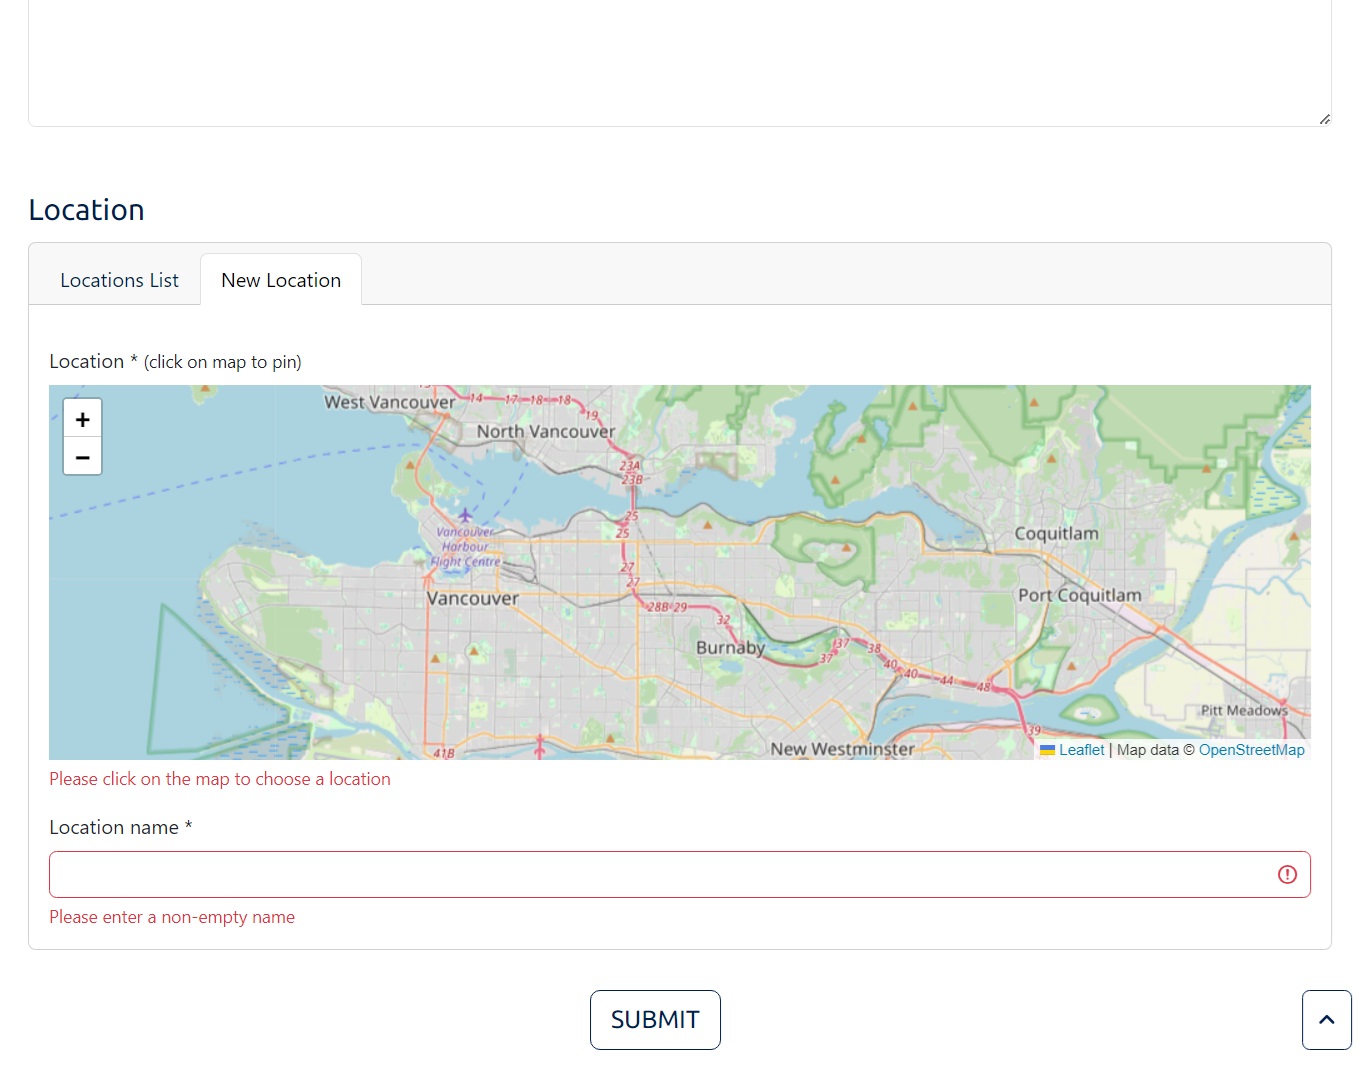 Location
Locations List
New Location
Location * (click on map to pin)
+
−
West Vancouver
14 17 18 18
19
North Vancouver
23A
23B
25
25
Vancouver
Harbour
Flight Centre
Coquitlam
27
27
Vancouver
Port Coquitlam
28B 29
32
Burnaby
37
37
38
40
40
44
48
Pitt Meadows
39
41B
New Westminster
Leaflet | Map data © OpenStreetMap
Please click on the map to choose a location
Location name *
Please enter a non-empty name
SUBMIT